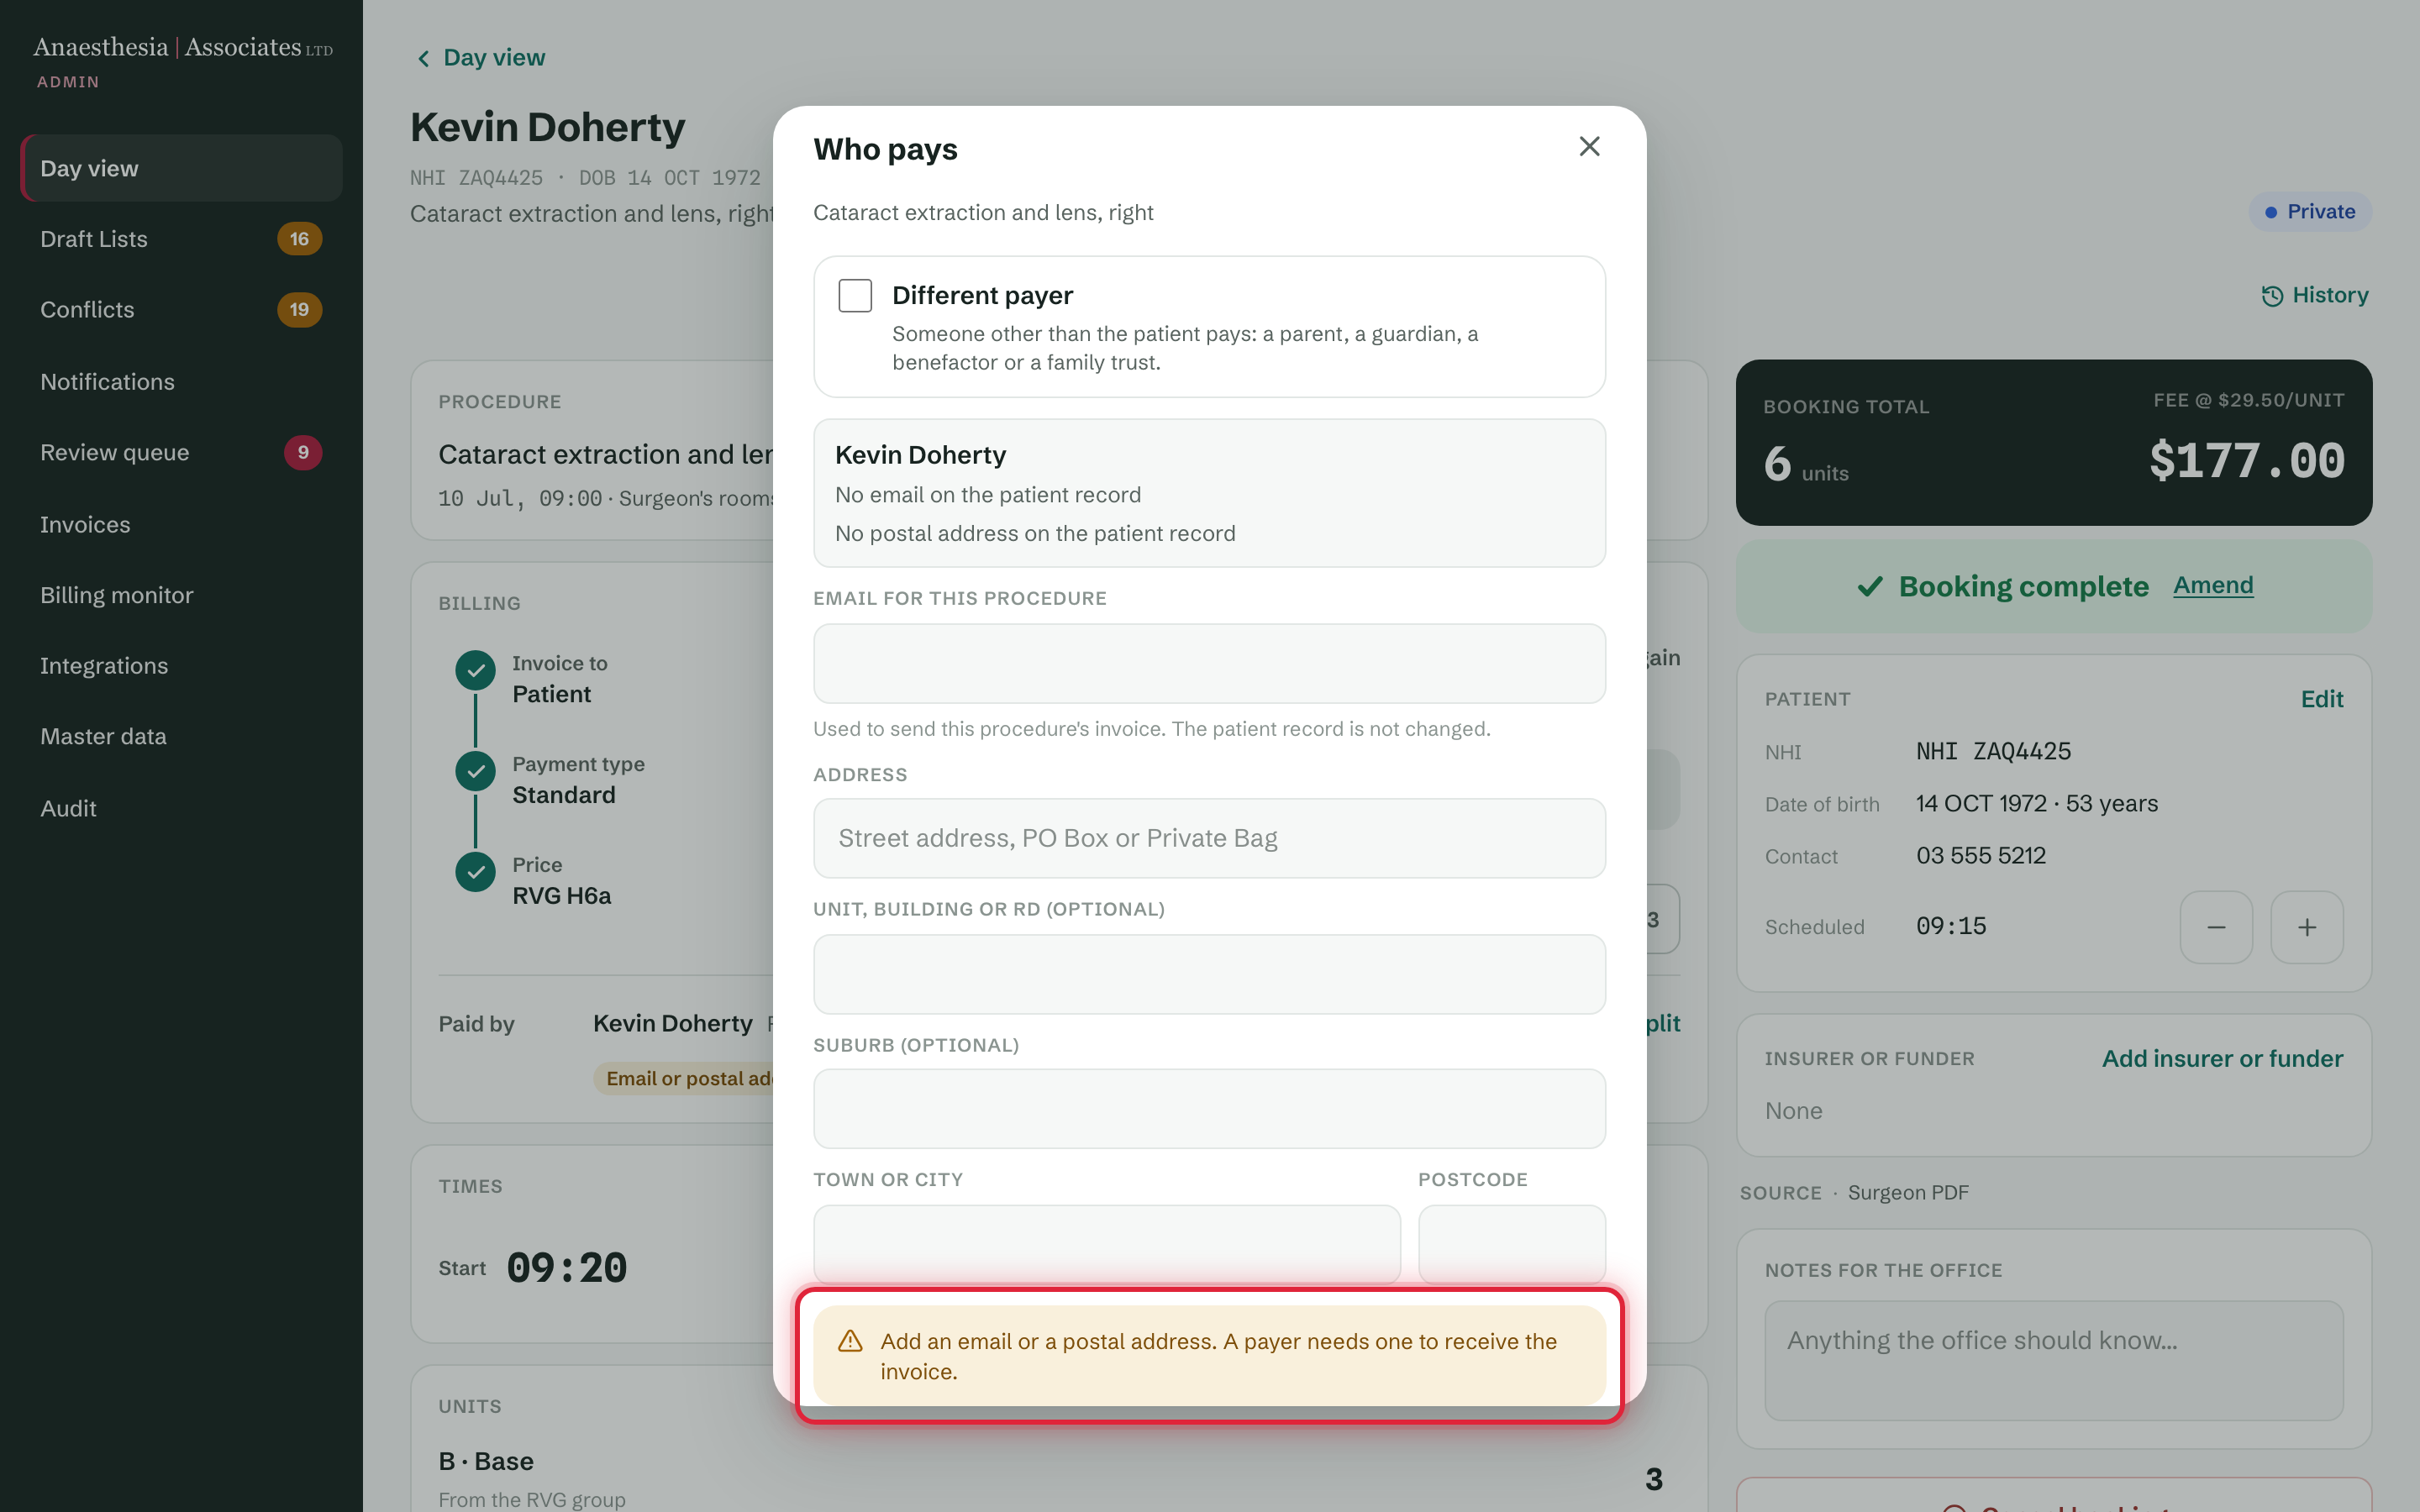 Anaesthesia | Associates LTD
ADMIN
Day view
Draft Lists 16
Conflicts 19
Notifications
Review queue 9
Invoices
Billing monitor
Integrations
Master data
Audit
Day view
Kevin Doherty
NHI ZAQ4425 · DOB 14 OCT 1972
Cataract extraction and lens, right
Private
History
PROCEDURE
Cataract extraction and len
10 Jul, 09:00 · Surgeon's rooms
BILLING
Invoice to
Patient
Payment type
Standard
Price
RVG H6a
gain
3
Paid by Kevin Doherty
plit
Email or postal add
TIMES
Start 09:20
UNITS
B · Base
From the RVG group
3
Who pays
Cataract extraction and lens, right
Different payer
Someone other than the patient pays: a parent, a guardian, a
benefactor or a family trust.
Kevin Doherty
No email on the patient record
No postal address on the patient record
EMAIL FOR THIS PROCEDURE
Used to send this procedure's invoice. The patient record is not changed.
ADDRESS
Street address, PO Box or Private Bag
UNIT, BUILDING OR RD (OPTIONAL)
SUBURB (OPTIONAL)
TOWN OR CITY POSTCODE
Add an email or a postal address. A payer needs one to receive the
invoice.
BOOKING TOTAL FEE @ $29.50/UNIT
6 units $177.00
Booking complete Amend
PATIENT Edit
NHI NHI ZAQ4425
Date of birth 14 OCT 1972 · 53 years
Contact 03 555 5212
Scheduled 09:15 − +
INSURER OR FUNDER Add insurer or funder
None
SOURCE · Surgeon PDF
NOTES FOR THE OFFICE
Anything the office should know...